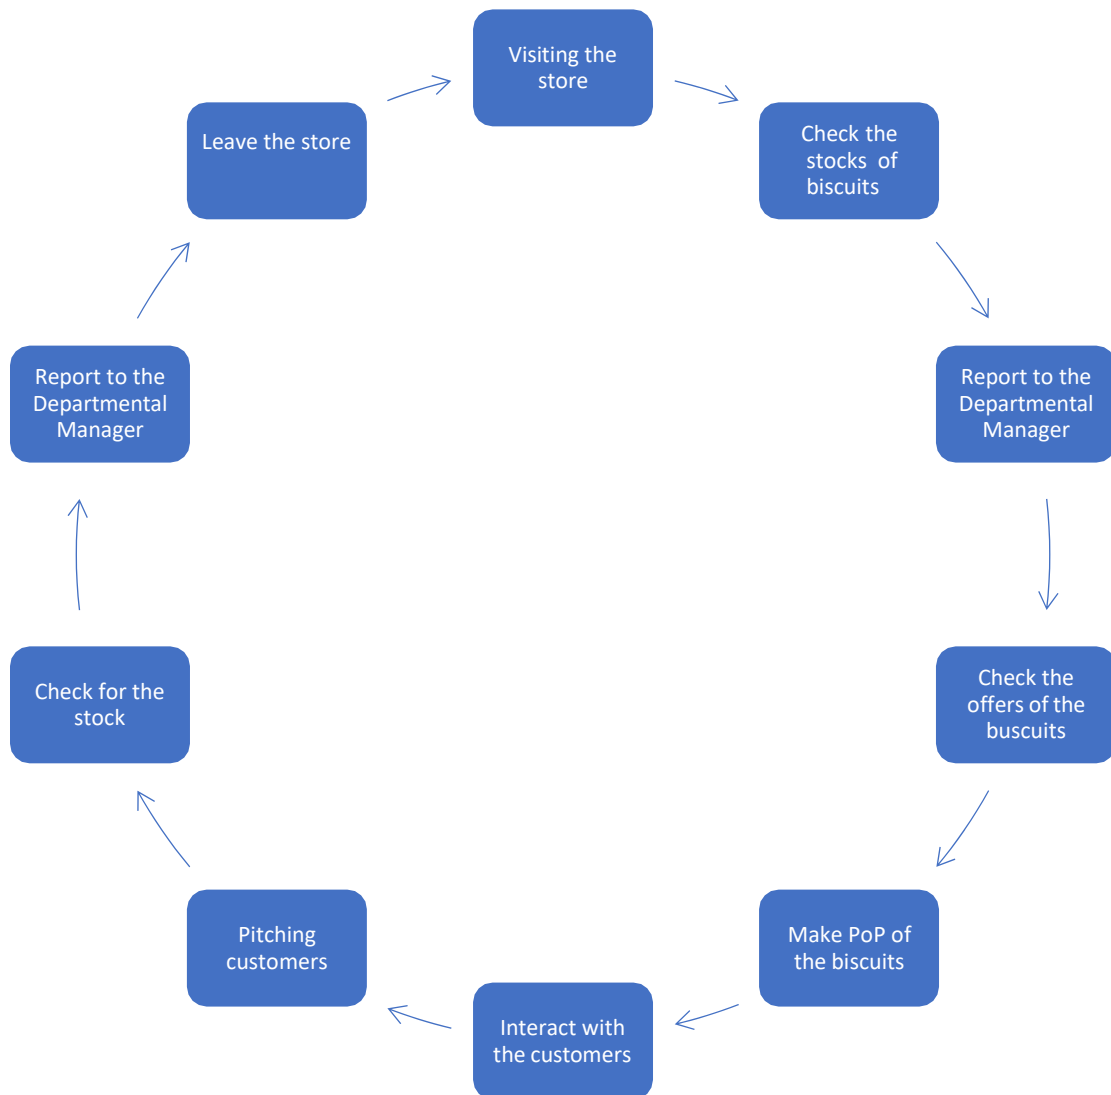 Visiting the
store
Check the
stocks of
biscuits
Report to the
Departmental
Manager
Check the
offers of the
buscuits
Make PoP of
the biscuits
Interact with
the customers
Pitching
customers
Check for the
stock
Report to the
Departmental
Manager
Leave the store